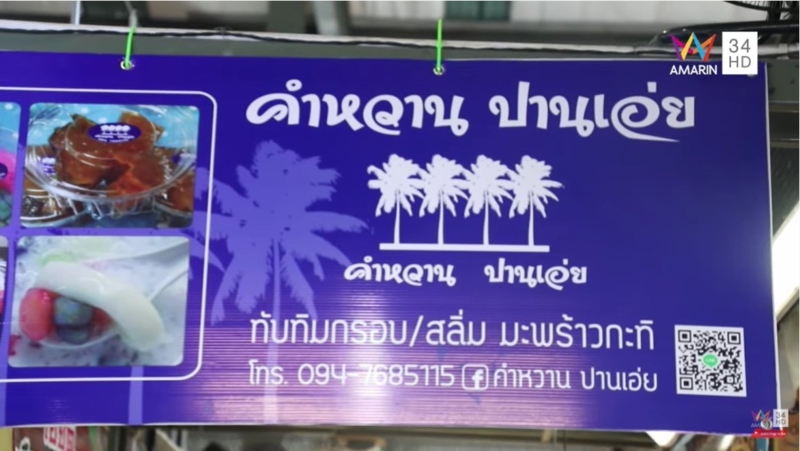 AMARIN
34
HD
คำหวาน ปานเอ่ย
คำหวาน ปานเอ่ย
ทับทิมกรอบ/สลิ่ม มะพร้าวกะทิ
โทร. 094-7685115 f คำหวาน ปานเอ่ย